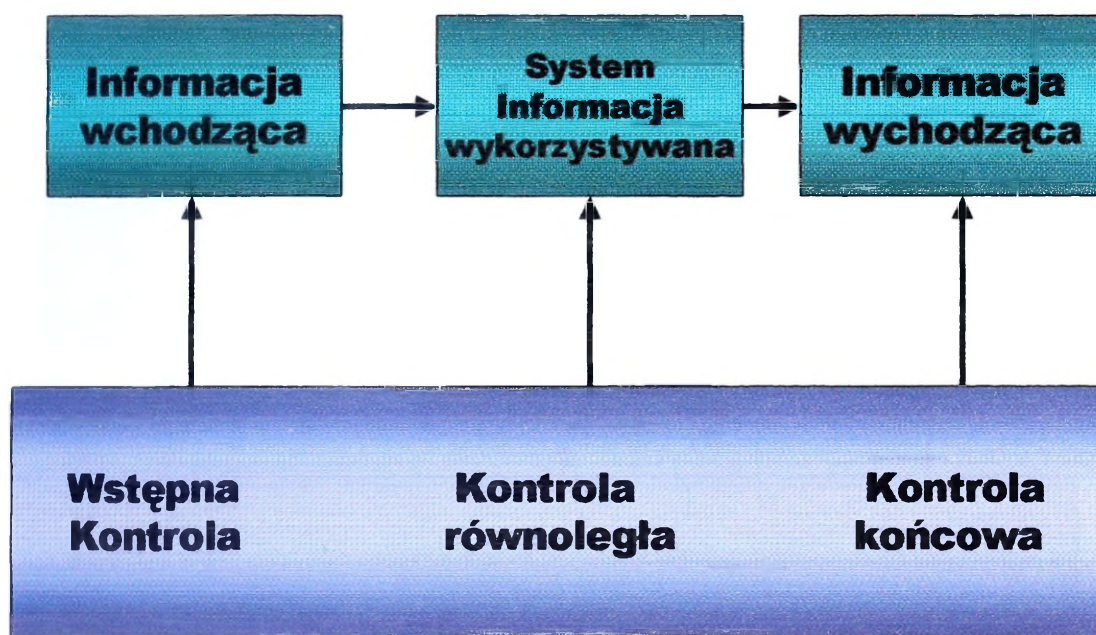 Informacja
wchodząca
System
Informacja
wykorzystywana
Informacja
wychodząca
Wstępna
Kontrola
Kontrola
równoległa
Kontrola
końcowa